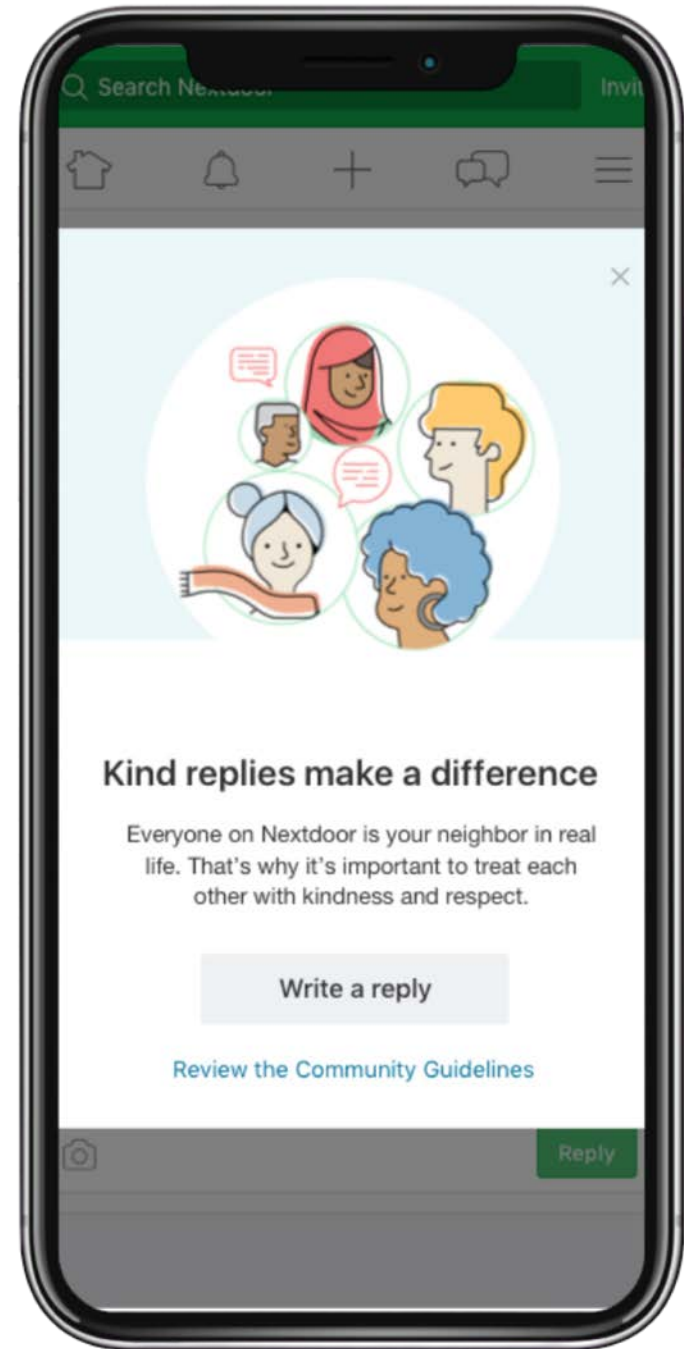 Search
Invit
Kind replies make a difference
Everyone on Nextdoor is your neighbor in real
life. That's why it's important to treat each
other with kindness and respect.
Write a reply
Review the Community Guidelines
Reply